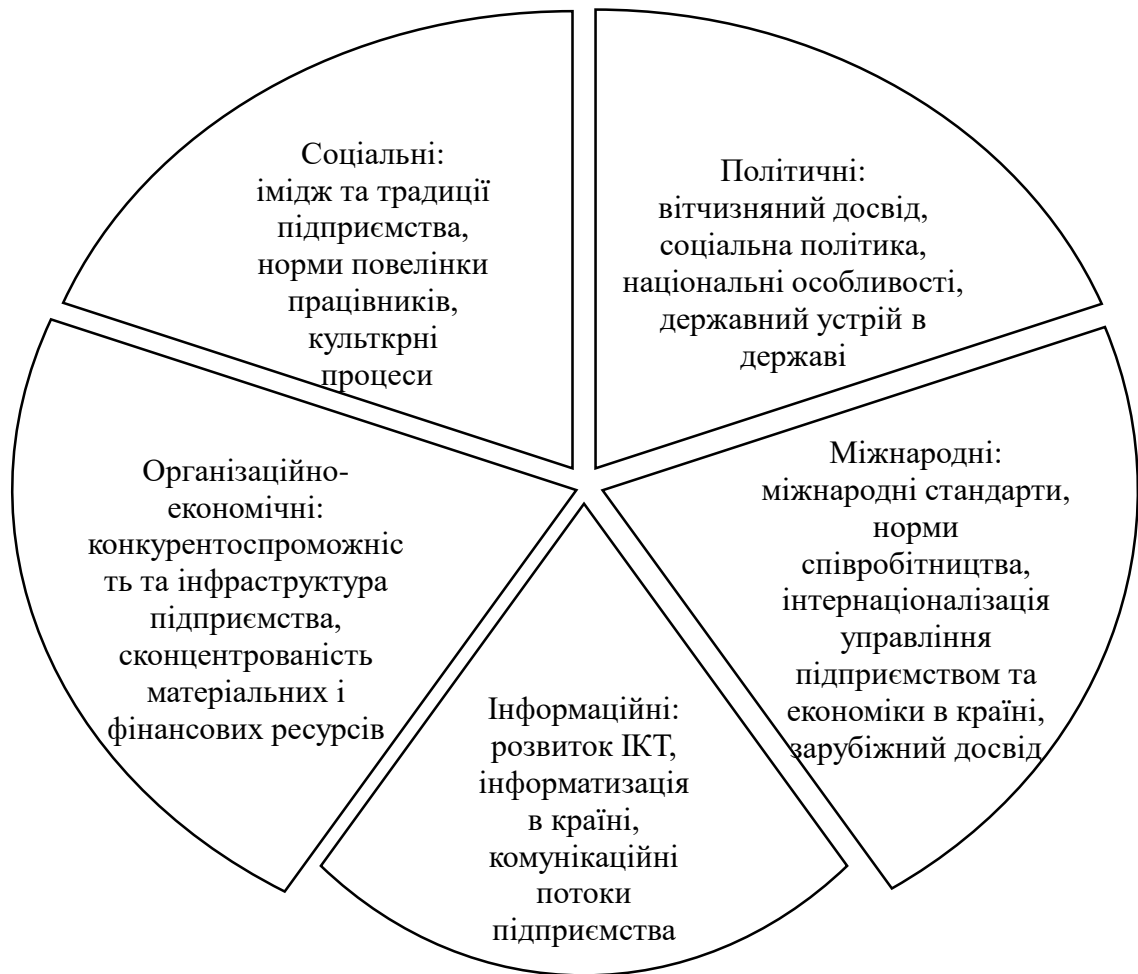 Соціальні:
імідж та традиції
підприємства,
норми повелінки
працівників,
культкрні
процеси
Політичні:
вітчизняний досвід,
соціальна політика,
національні особливості,
державний устрій в
державі
Організаційно-
економічні:
конкурентоспроможніс
ть та інфраструктура
підприємства,
сконцентрованість
матеріальних і
фінансових ресурсів
Міжнародні:
міжнародні стандарти,
норми
співробітництва,
інтернаціоналізація
управління
підприємством та
економіки в країні,
зарубіжний досвід
Інформаційні:
розвиток ІКТ,
інформатизація
в країні,
комунікаційні
потоки
підприємства